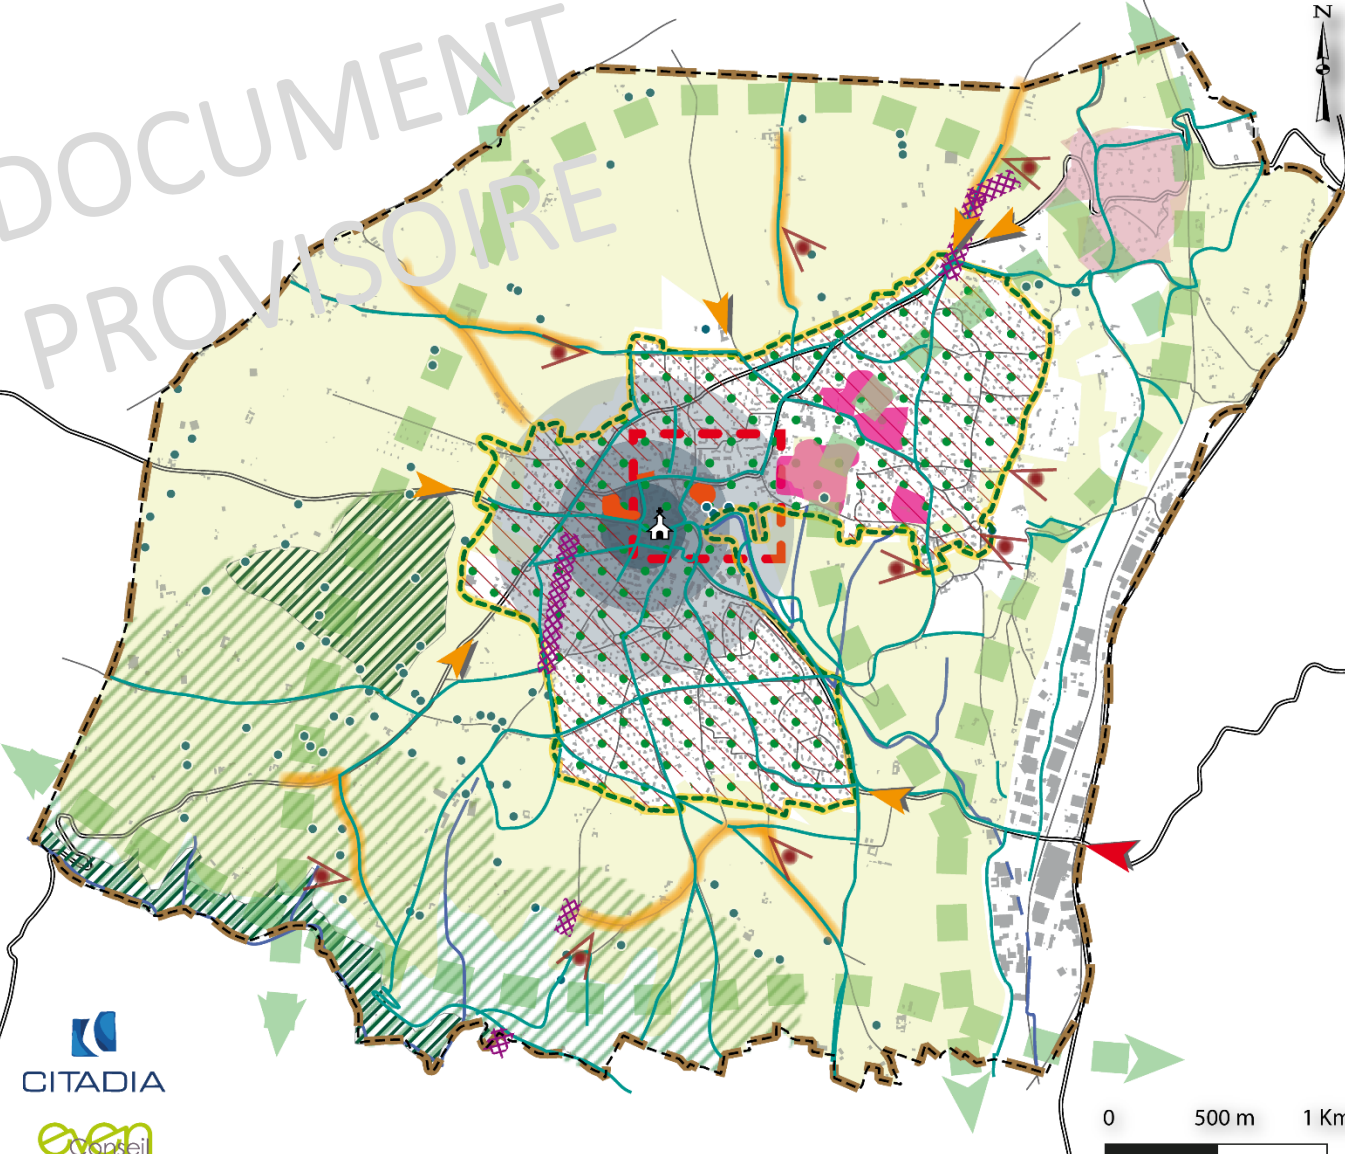 DOCUMENT
PROVISOIRE
N
CITADIA
even
Conseil
0 500 m 1 Km